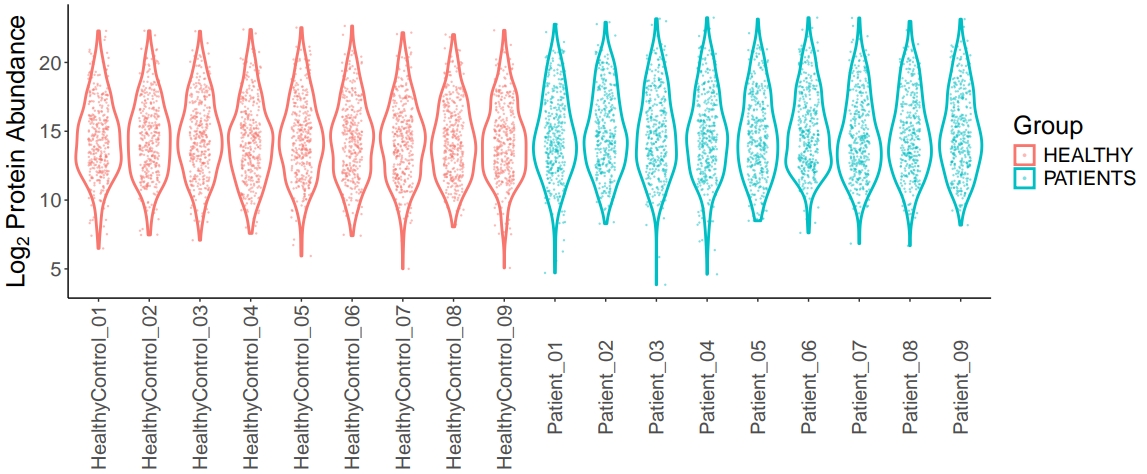 Log2 Protein Abundance
20
15
10
5
HealthyControl_01
HealthyControl_02
HealthyControl_03
HealthyControl_04
HealthyControl_05
HealthyControl_06
HealthyControl_07
HealthyControl_08
HealthyControl_09
Patient_01
Patient_02
Patient_03
Patient_04
Patient_05
Patient_06
Patient_07
Patient_08
Patient_09
Group
HEALTHY
PATIENTS